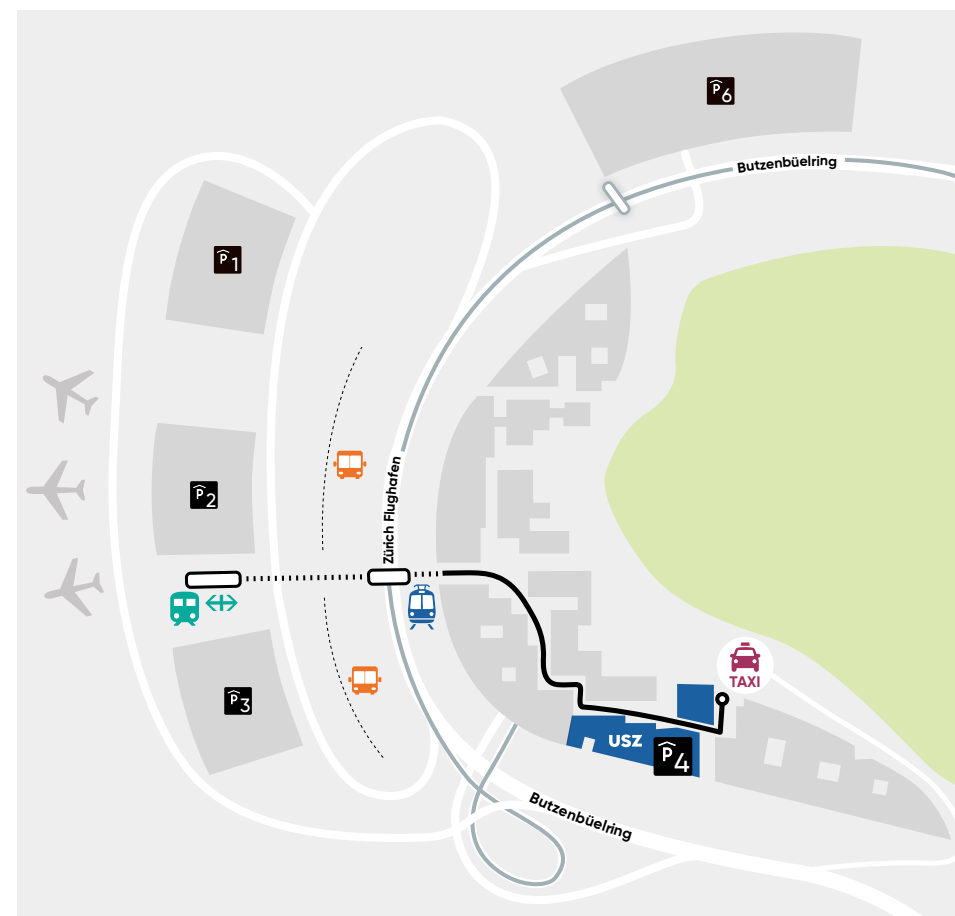 P6
Butzenbüelring
P1
Zürich Flughafen
P2
TAXI
P3
USZ
P4
Butzenbüelring